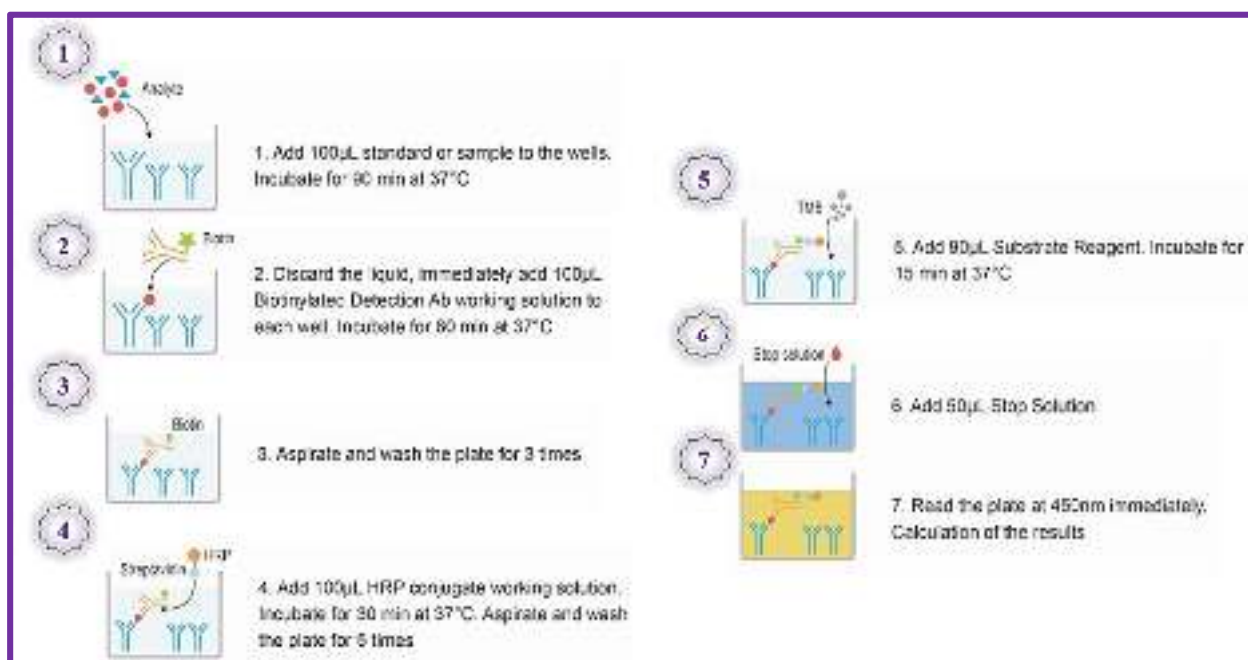 1
Analyte
1. Add 100µL standard or sample to the wells.
Incubate for 90 min at 37°C
2
Biotin
2. Discard the liquid, immediately add 100µL
Biotinylated Detection Ab working solution to
each well. Incubate for 60 min at 37°C
3
Biotin
3. Aspirate and wash the plate for 3 times
4
HRP
Streptavidin
4. Add 100µL HRP conjugate working solution.
Incubate for 30 min at 37°C. Aspirate and wash
the plate for 5 times
5
TMB
5. Add 90µL Substrate Reagent. Incubate for
15 min at 37°C
6
Stop solution
6. Add 50µL Stop Solution
7
7. Read the plate at 450nm immediately.
Calculation of the results